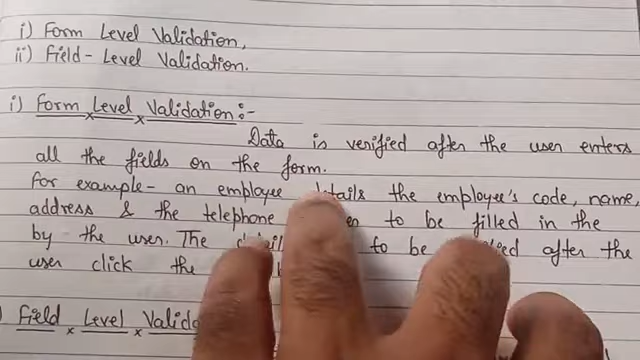 i) Form Level Validation,
ii) Field-Level Validation.
i) Form Level Validation:-
Data is verified after the user enters
all the fields on the form.
for example- an employee the employee's code, name,
address & the telephone to be filled in the
by the user. The to be after the
user click the
Field Level